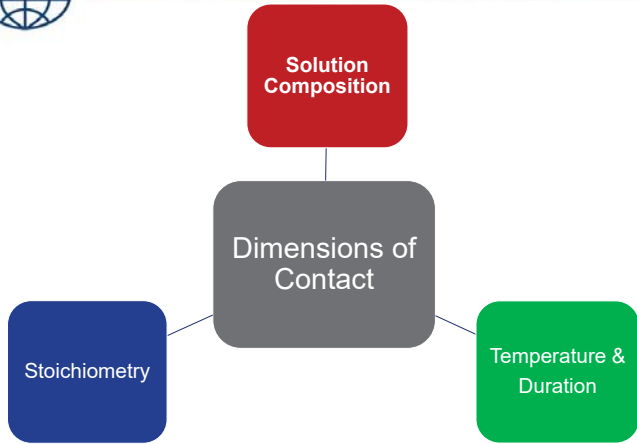 Solution
Composition
Dimensions of
Contact
Stoichiometry
Temperature &
Duration